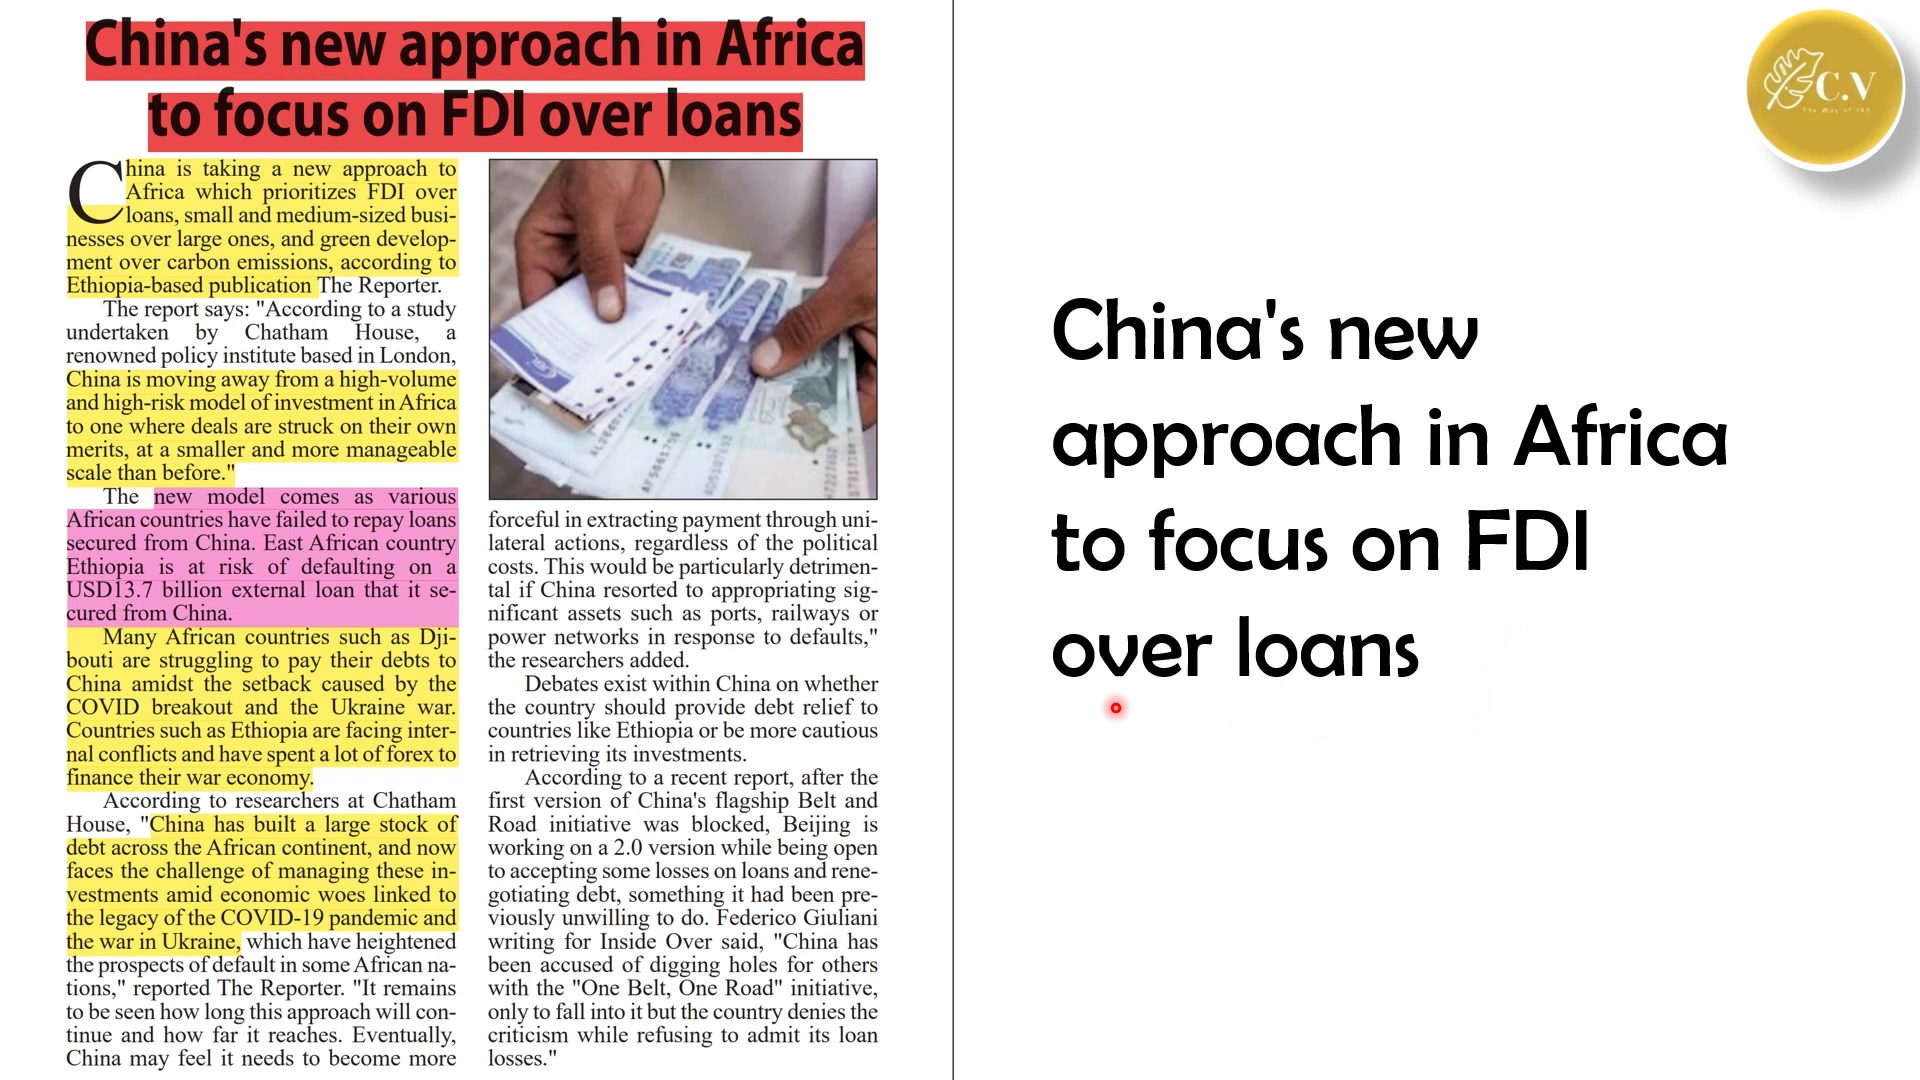 China's new approach in Africa
to focus on FDI over loans
China is taking a new approach to
Africa which prioritizes FDI over
loans, small and medium-sized busi-
nesses over large ones, and green develop-
ment over carbon emissions, according to
Ethiopia-based publication The Reporter.
The report says: "According to a study
undertaken by Chatham House, a
renowned policy institute based in London,
China is moving away from a high-volume
and high-risk model of investment in Africa
to one where deals are struck on their own
merits, at a smaller and more manageable
scale than before."
The new model comes as various
African countries have failed to repay loans
secured from China. East African country
Ethiopia is at risk of defaulting on a
USD13.7 billion external loan that it se-
cured from China.
Many African countries such as Dji-
bouti are struggling to pay their debts to
China amidst the setback caused by the
COVID breakout and the Ukraine war.
Countries such as Ethiopia are facing inter-
nal conflicts and have spent a lot of forex to
finance their war economy.
According to researchers at Chatham
House, "China has built a large stock of
debt across the African continent, and now
faces the challenge of managing these in-
vestments amid economic woes linked to
the legacy of the COVID-19 pandemic and
the war in Ukraine, which have heightened
the prospects of default in some African na-
tions," reported The Reporter. "It remains
to be seen how long this approach will con-
tinue and how far it reaches. Eventually,
China may feel it needs to become more
forceful in extracting payment through uni-
lateral actions, regardless of the political
costs. This would be particularly detrimen-
tal if China resorted to appropriating sig-
nificant assets such as ports, railways or
power networks in response to defaults,"
the researchers added.
Debates exist within China on whether
the country should provide debt relief to
countries like Ethiopia or be more cautious
in retrieving its investments.
According to a recent report, after the
first version of China's flagship Belt and
Road initiative was blocked, Beijing is
working on a 2.0 version while being open
to accepting some losses on loans and rene-
gotiating debt, something it had been pre-
viously unwilling to do. Federico Giuliani
writing for Inside Over said, "China has
been accused of digging holes for others
with the "One Belt, One Road" initiative,
only to fall into it but the country denies the
criticism while refusing to admit its loan
losses."
China's new
approach in Africa
to focus on FDI
over loans
C.V
The Way of IAS